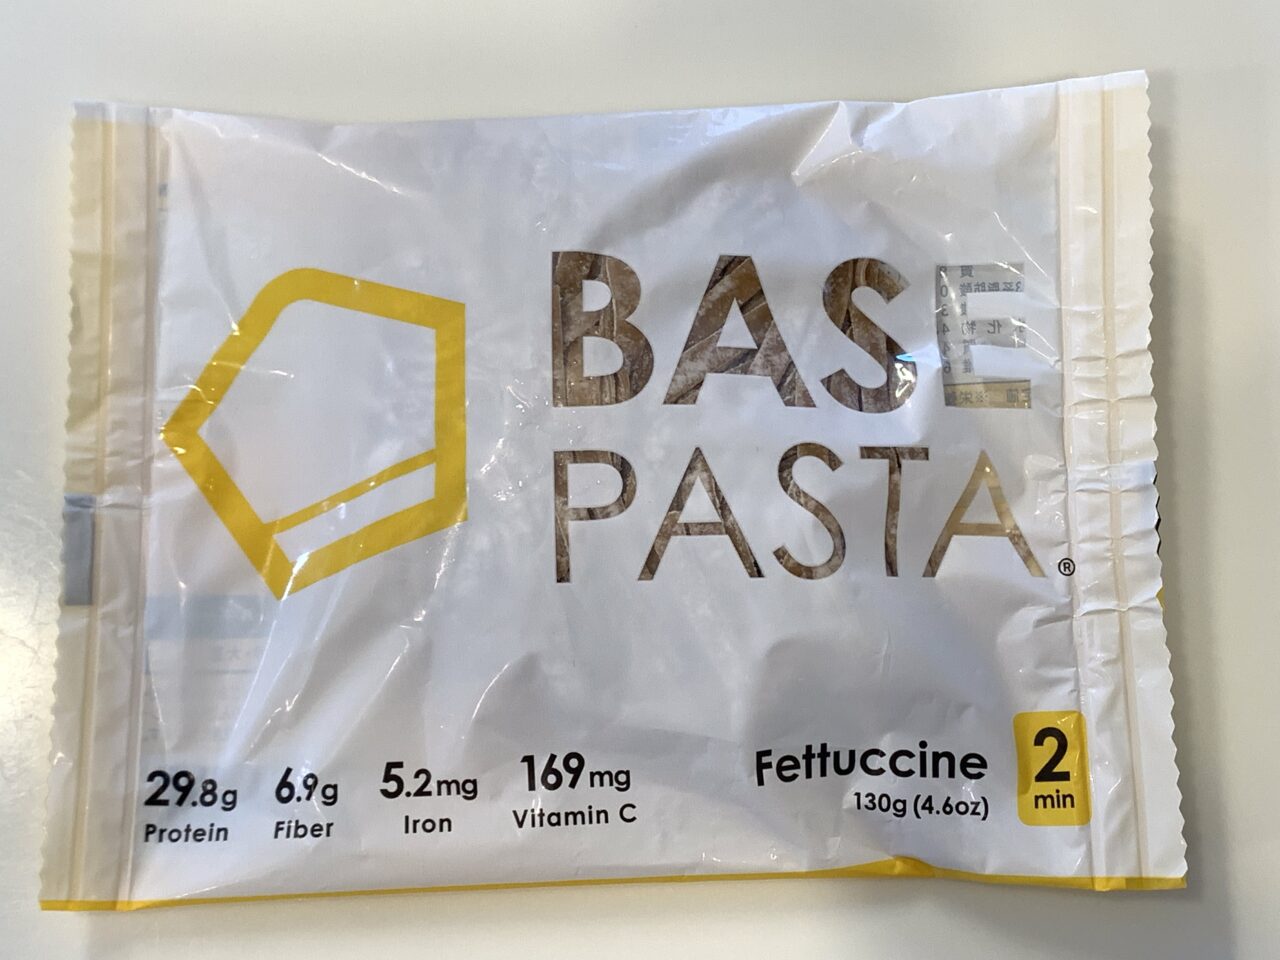 BASE
PASTA®
29.8g
Protein
6.9g
Fiber
5.2mg
Iron
169mg
Vitamin C
Fettuccine
130g (4.6oz)
2
min